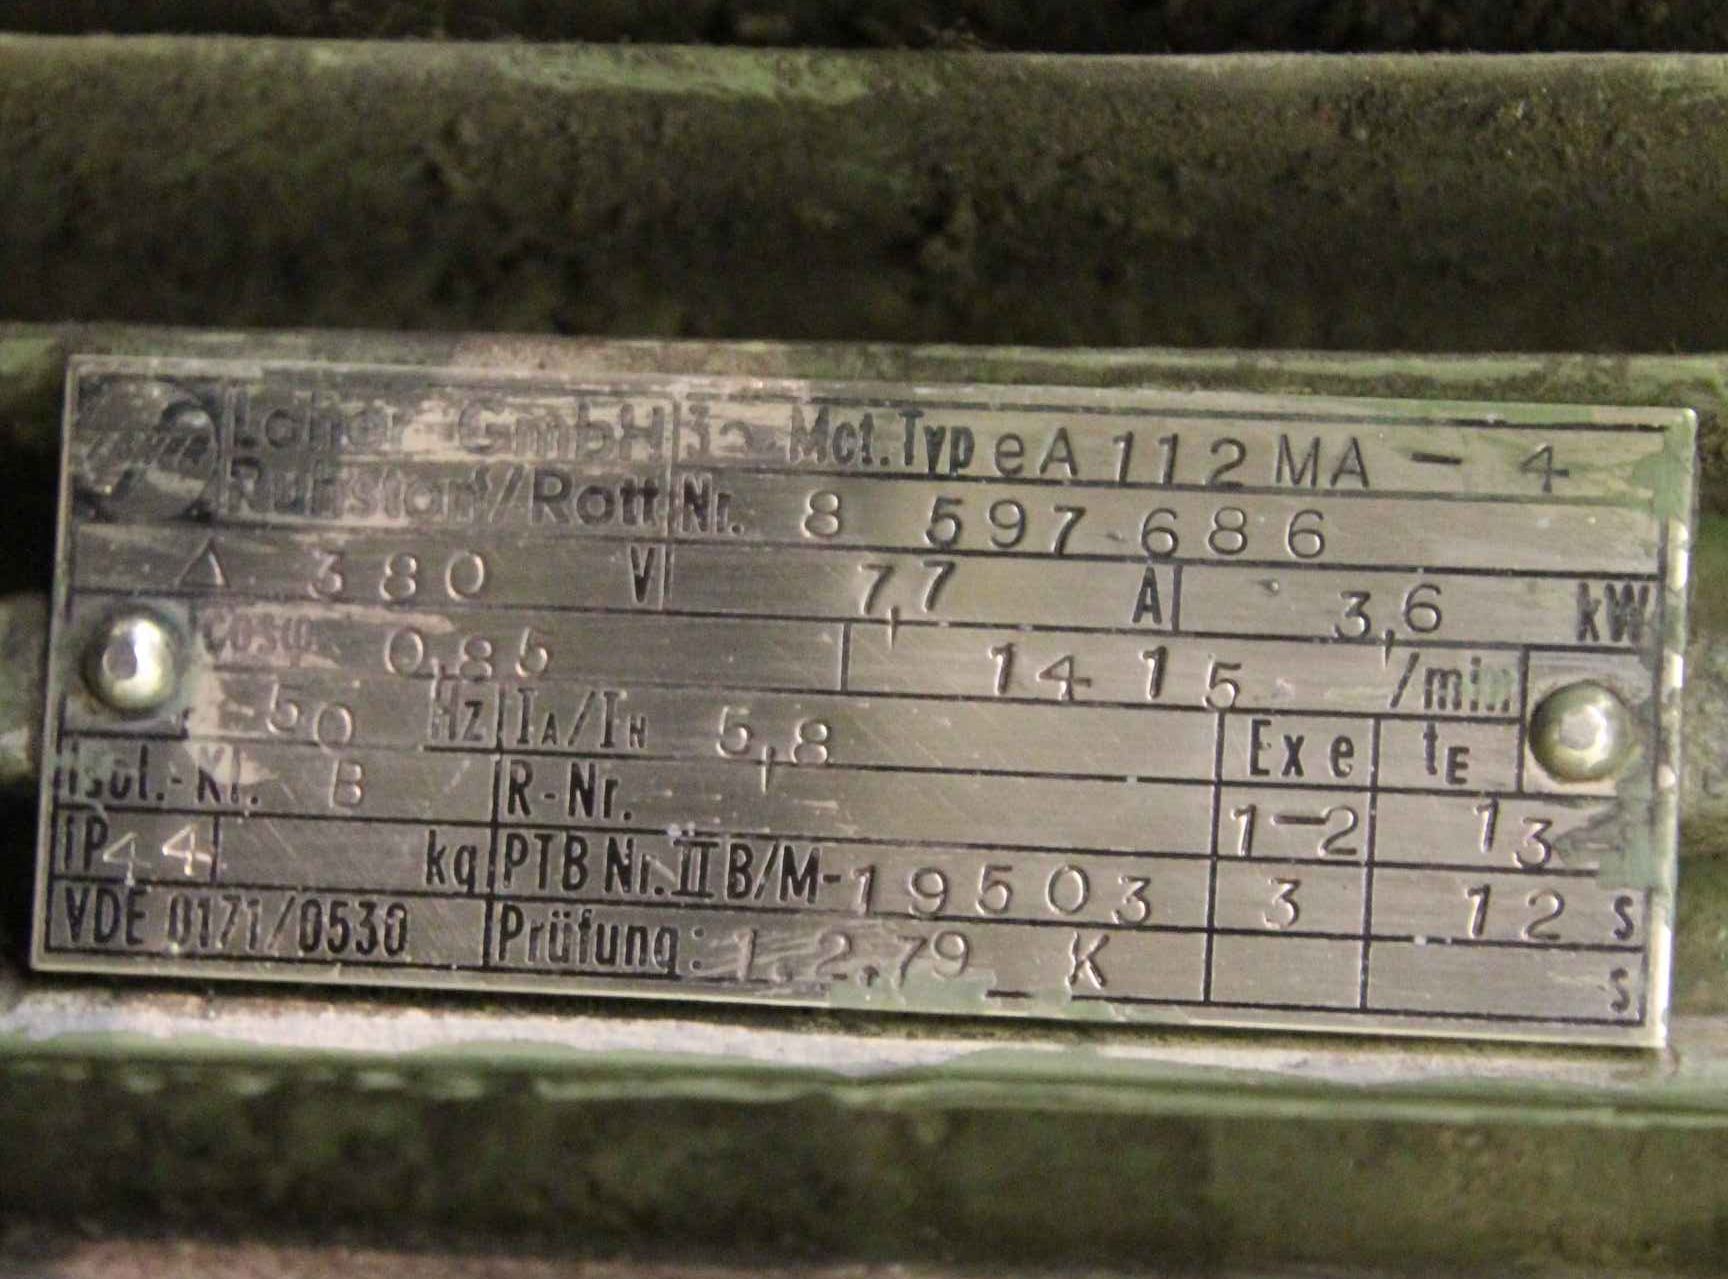 Loher GmbH 3~ Mot.Typ eA 112 MA - 4
Ruhstorf/Rott Nr. 8 597 686
Δ 380 V 7,7 A 3,6 kW
cosφ 0,85 1415 /min
50 Hz IA/IN 5,8 Ex e tE
Isol.-Kl. B R-Nr. 1-2 13
IP 44 kg PTB Nr. II B/M-19503 3 12 s
VDE 0171/0530 Prüfung: 1.2.79 K s